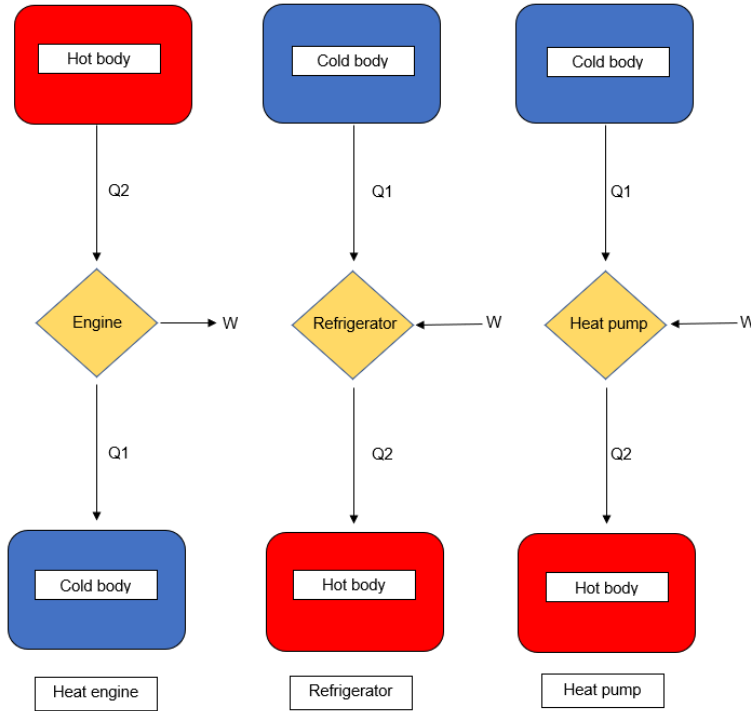 Hot body
Cold body
Cold body
Q2
Q1
Q1
Engine
W
Refrigerator
W
Heat pump
W
Q1
Q2
Q2
Cold body
Hot body
Hot body
Heat engine
Refrigerator
Heat pump